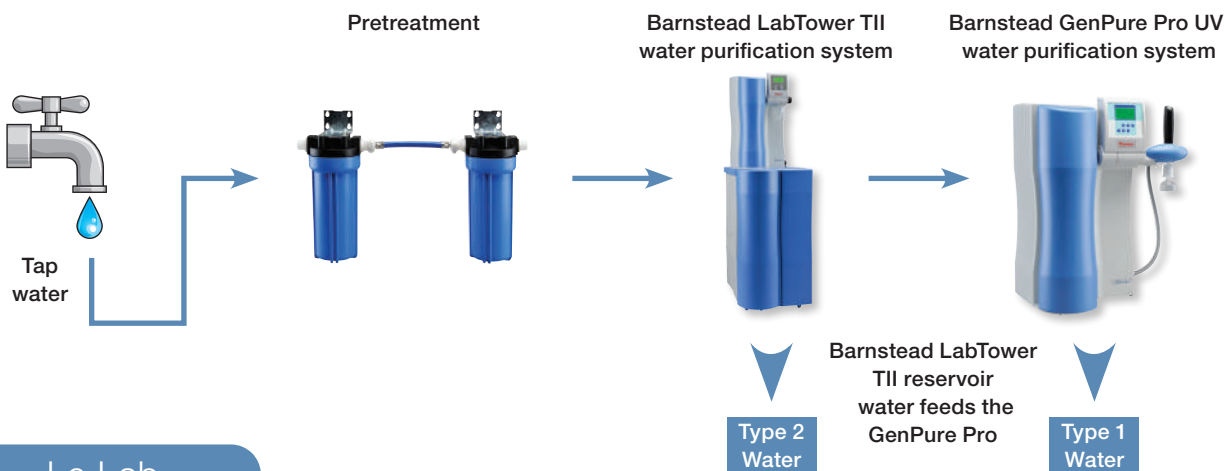 Pretreatment
Barnstead LabTower TII
water purification system
Barnstead GenPure Pro UV
water purification system
Tap
water
Barnstead LabTower
TII reservoir
water feeds the
GenPure Pro
Type 2
Water
Type 1
Water